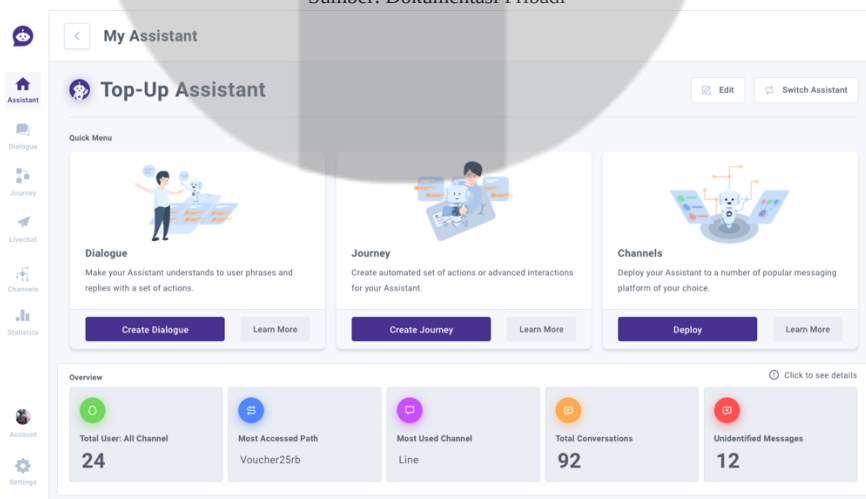 Sumber: Dokumentasi Pribadi
My Assistant
Assistant
Dialogue
Journey
Livechat
Channels
Statistics
Account
Settings
Top-Up Assistant
Edit
Switch Assistant
Quick Menu
Dialogue
Make your Assistant understands to user phrases and
replies with a set of actions.
Create Dialogue
Learn More
Journey
Create automated set of actions or advanced interactions
for your Assistant.
Create Journey
Learn More
Channels
Deploy your Assistant to a number of popular messaging
platform of your choice.
Deploy
Learn More
Overview
Click to see details
Total User: All Channel
24
Most Accessed Path
Voucher25rb
Most Used Channel
Line
Total Conversations
92
Unidentified Messages
12